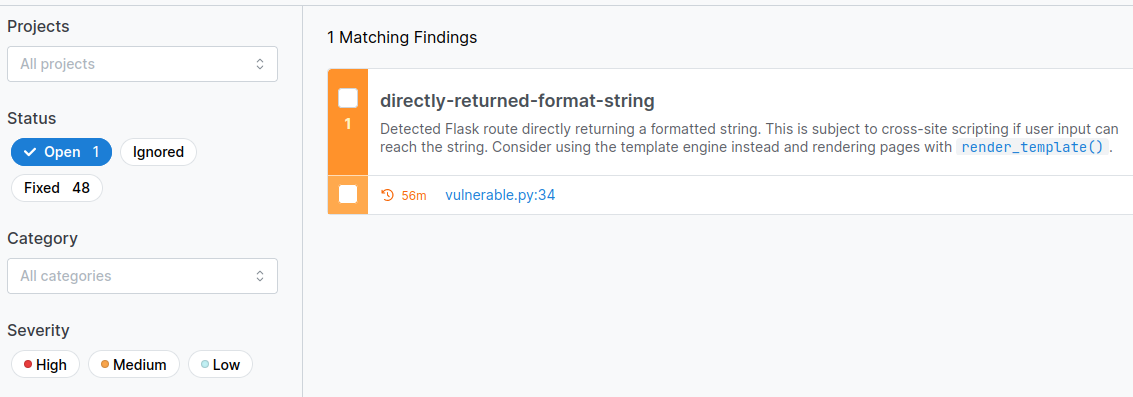 Projects
All projects
Status
Open 1
Ignored
Fixed 48
Category
All categories
Severity
High
Medium
Low
1 Matching Findings
1
directly-returned-format-string
Detected Flask route directly returning a formatted string. This is subject to cross-site scripting if user input can
reach the string. Consider using the template engine instead and rendering pages with render_template() .
56m vulnerable.py:34